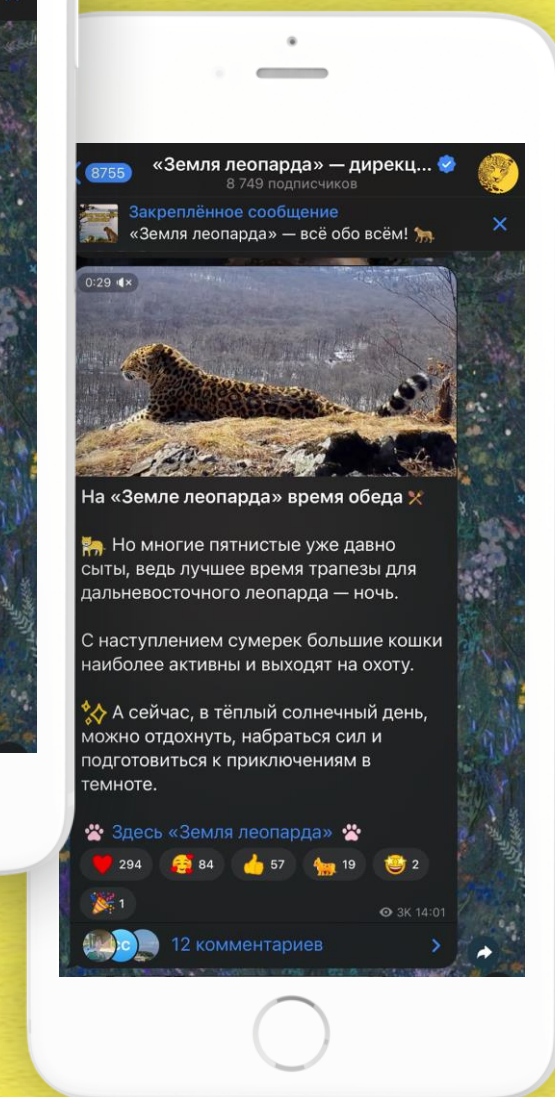 8755
«Земля леопарда» — дирекц...
8 749 подписчиков
Закреплённое сообщение
«Земля леопарда» — всё обо всём! 🐆
0:29
На «Земле леопарда» время обеда
🐆 Но многие пятнистые уже давно
сыты, ведь лучшее время трапезы для
дальневосточного леопарда — ночь.
С наступлением сумерек большие кошки
наиболее активны и выходят на охоту.
✨ А сейчас, в тёплый солнечный день,
можно отдохнуть, набраться сил и
подготовиться к приключениям в
темноте.
🐾 Здесь «Земля леопарда» 🐾
❤️ 294 🥰 84 👍 57 🐆 19 🤩 2
🎉 1
3K 14:01
СС
12 комментариев